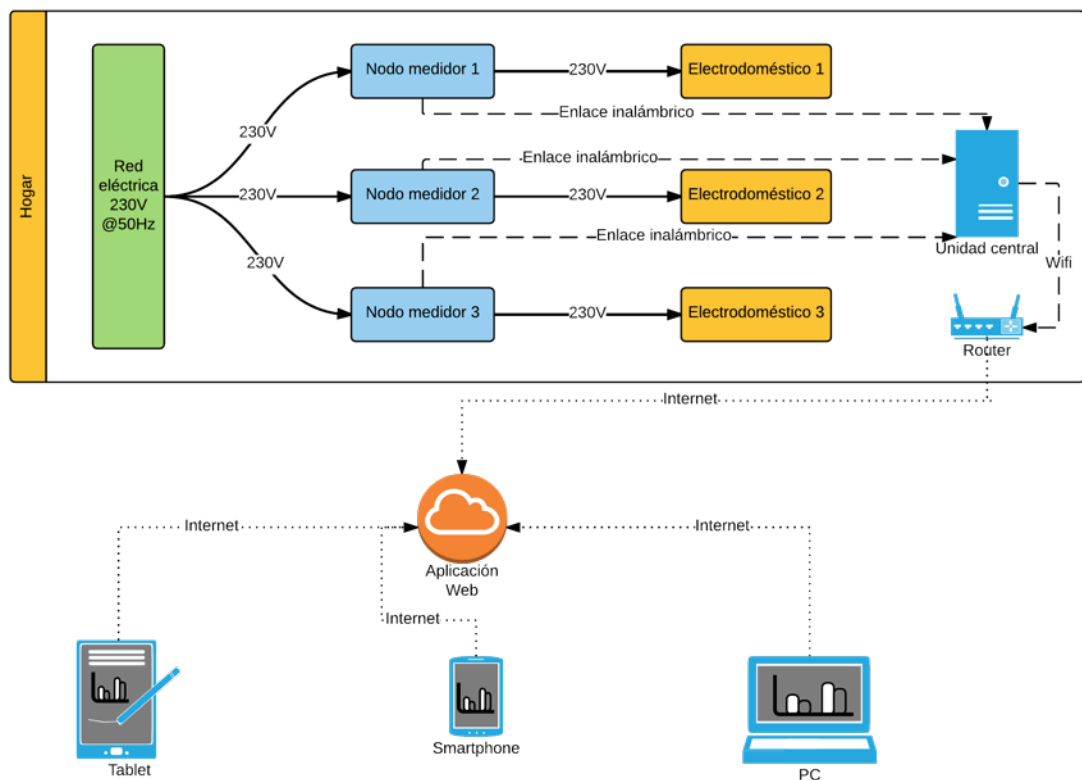 Hogar
Red
eléctrica
230V
@50Hz
230V
230V
230V
Nodo medidor 1
230V
Electrodoméstico 1
Enlace inalámbrico
Enlace inalámbrico
Nodo medidor 2
230V
Electrodoméstico 2
Enlace inalámbrico
Nodo medidor 3
230V
Electrodoméstico 3
Unidad central
Wifi
Router
Internet
Aplicación
Web
Internet
Internet
Internet
Tablet
Smartphone
PC